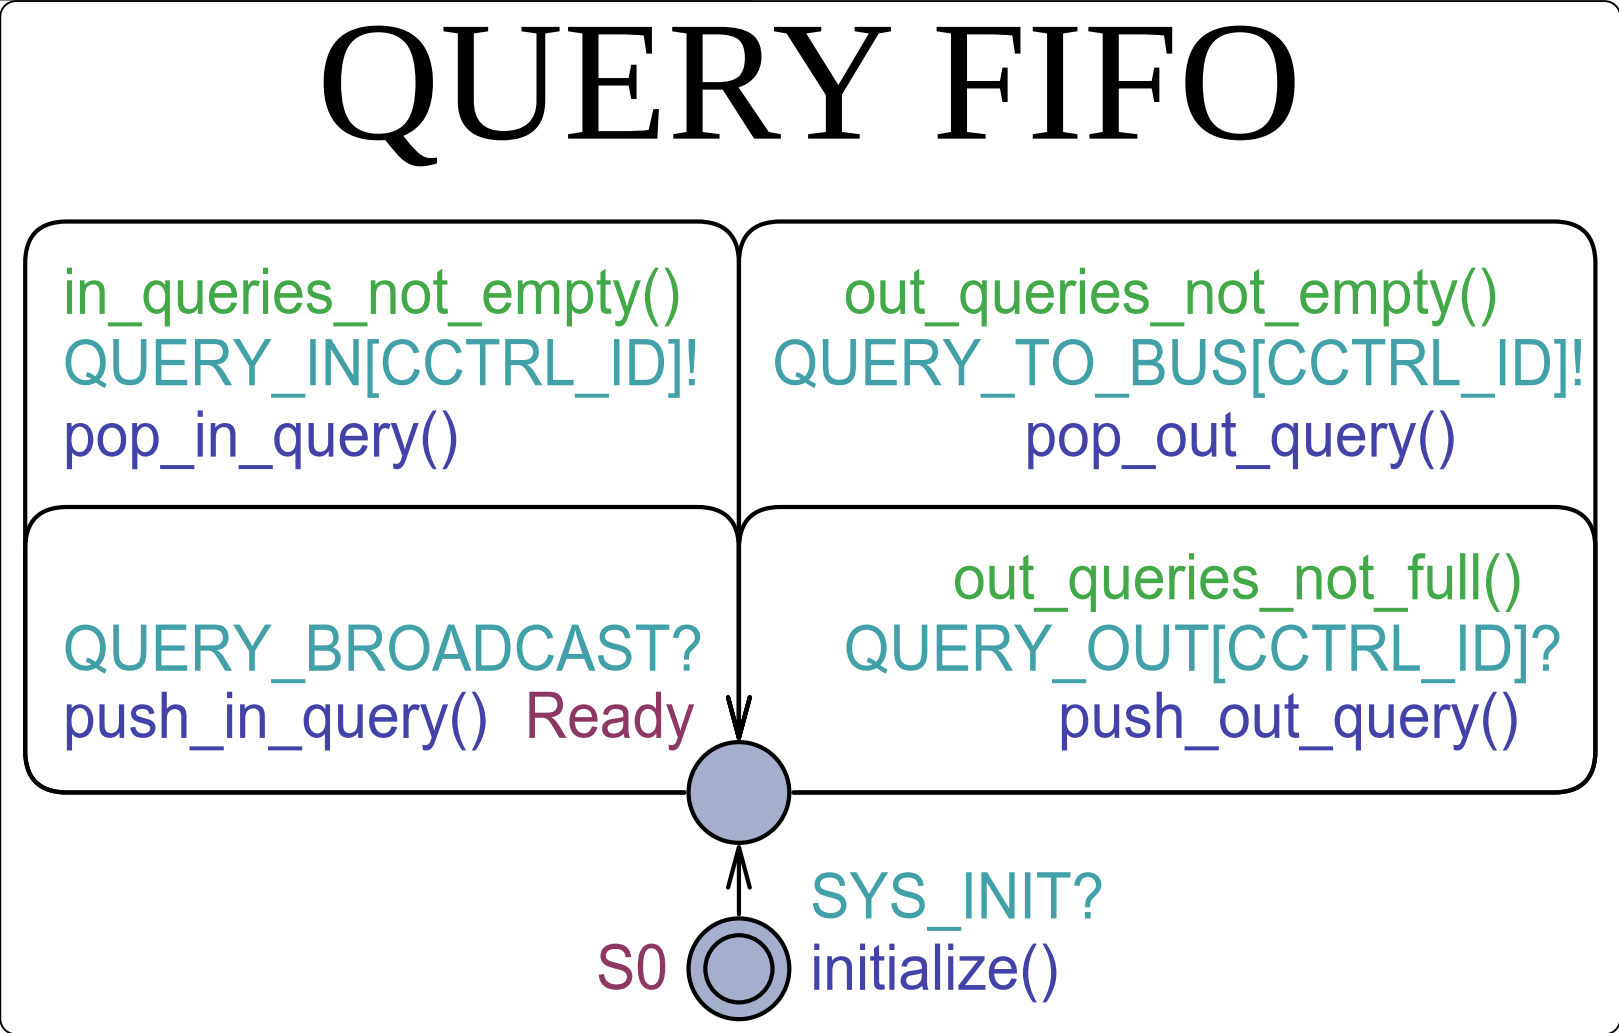 QUERY FIFO
in_queries_not_empty()
QUERY_IN[CCTRL_ID]!
pop_in_query()
out_queries_not_empty()
QUERY_TO_BUS[CCTRL_ID]!
pop_out_query()
QUERY_BROADCAST?
push_in_query() Ready
out_queries_not_full()
QUERY_OUT[CCTRL_ID]?
push_out_query()
SYS_INIT?
S0 initialize()